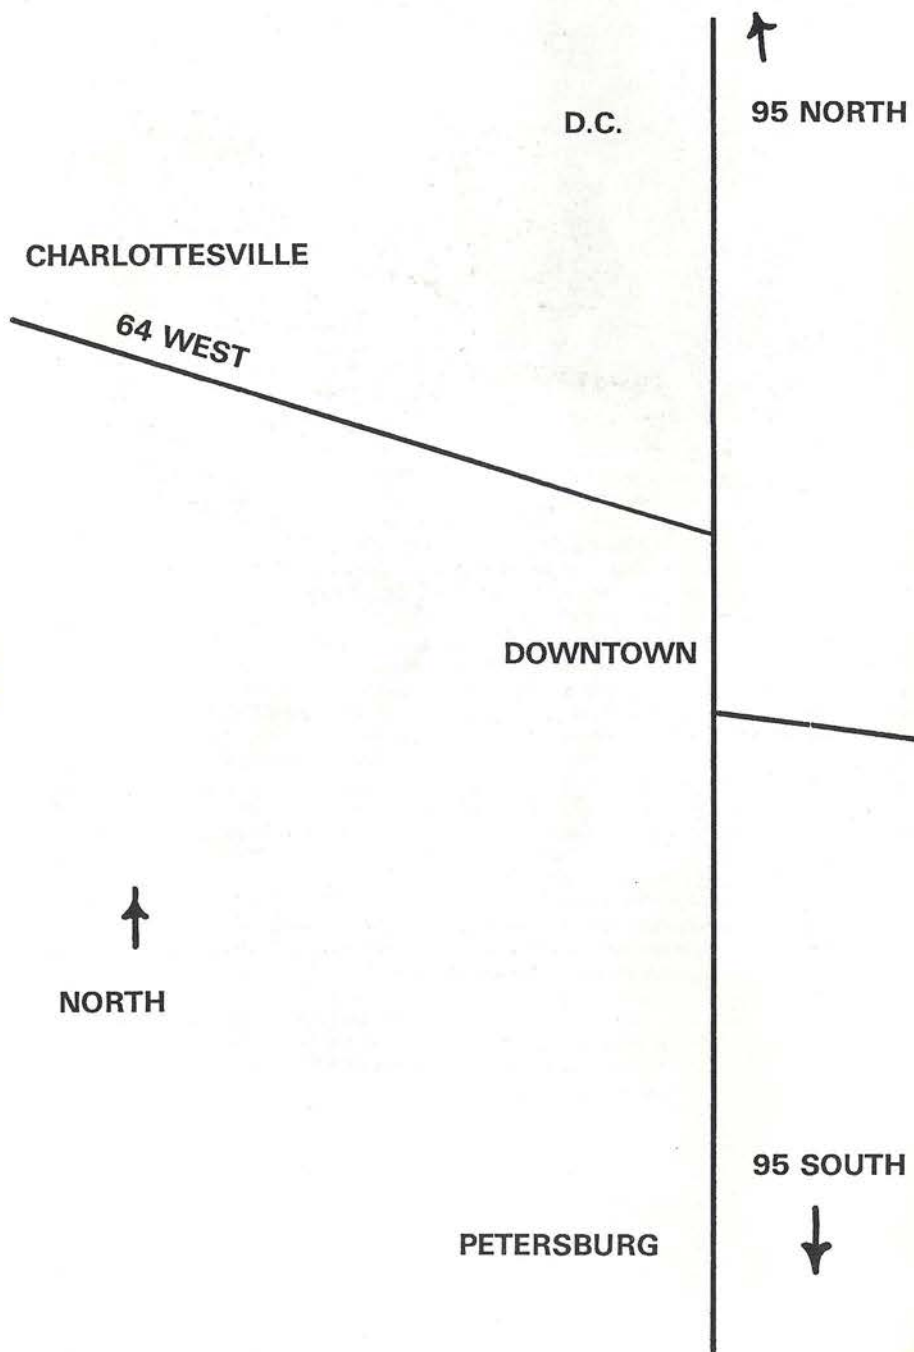 D.C.
95 NORTH
CHARLOTTESVILLE
64 WEST
DOWNTOWN
NORTH
95 SOUTH
PETERSBURG